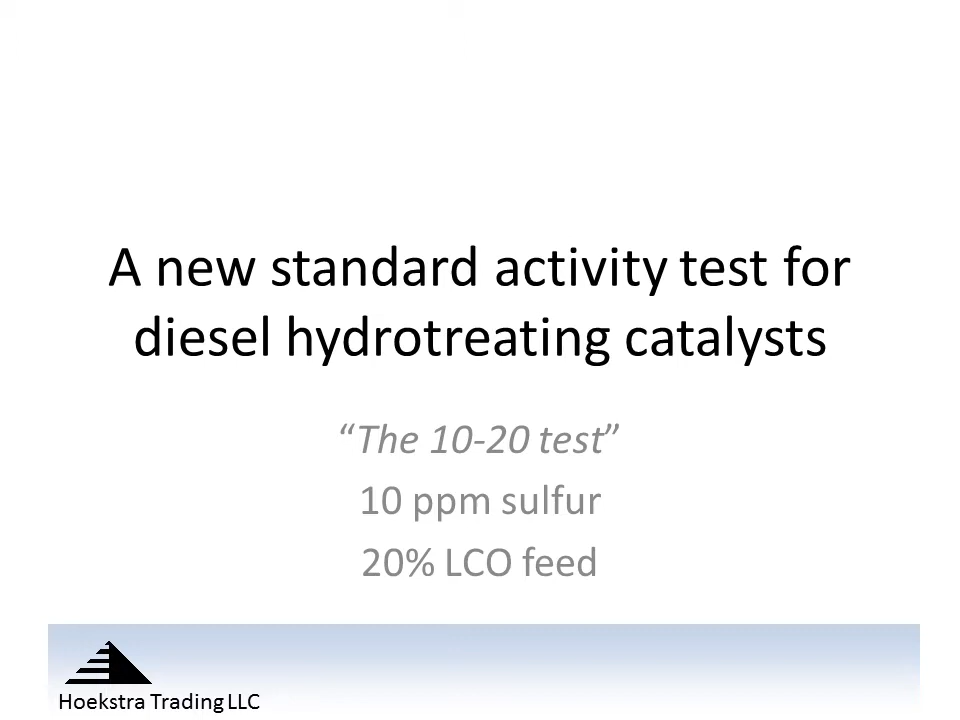 A new standard activity test for
diesel hydrotreating catalysts
“The 10-20 test”
10 ppm sulfur
20% LCO feed
Hoekstra Trading LLC